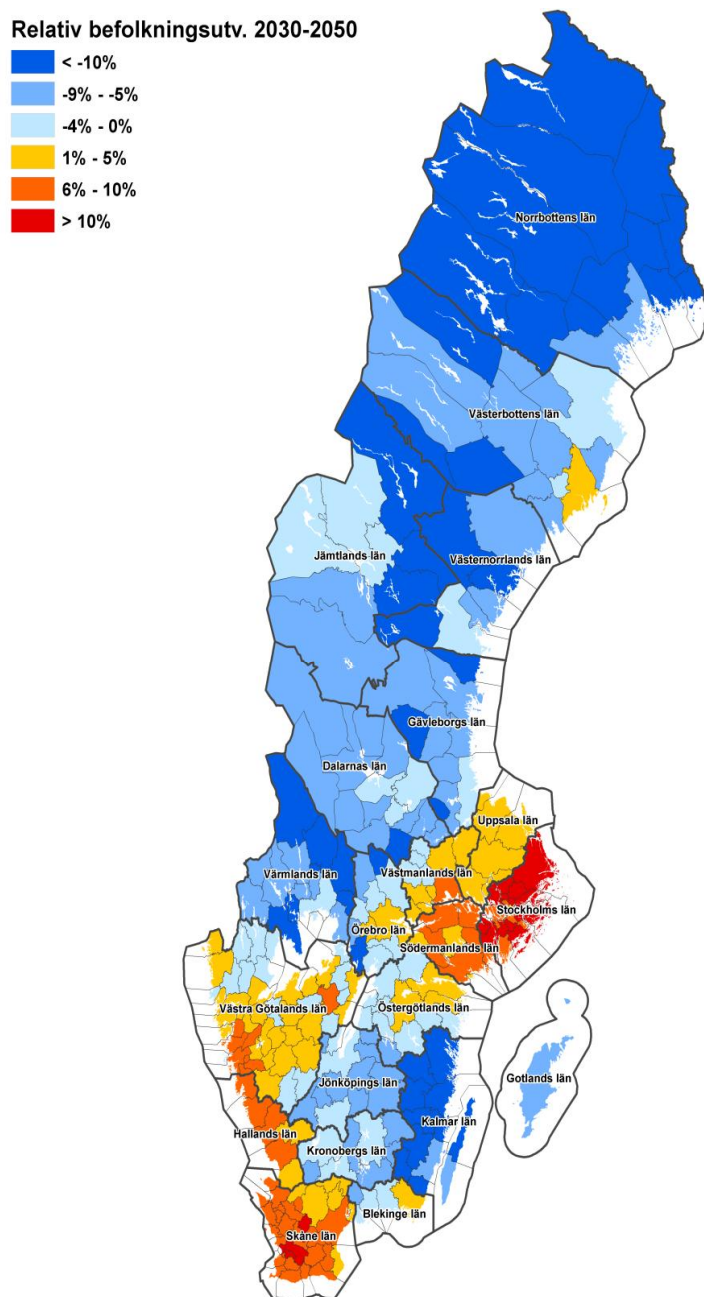 Relativ befolkningsutv. 2030-2050
< -10%
-9% - -5%
-4% - 0%
1% - 5%
6% - 10%
> 10%
Norrbottens län
Västerbottens län
Jämtlands län
Västernorrlands län
Gävleborgs län
Dalarnas län
Uppsala län
Värmlands län
Västmanlands län
Stockholms län
Örebro län
Södermanlands län
Västra Götalands län
Östergötlands län
Jönköpings län
Gotlands län
Kalmar län
Hallands län
Kronobergs län
Blekinge län
Skåne län